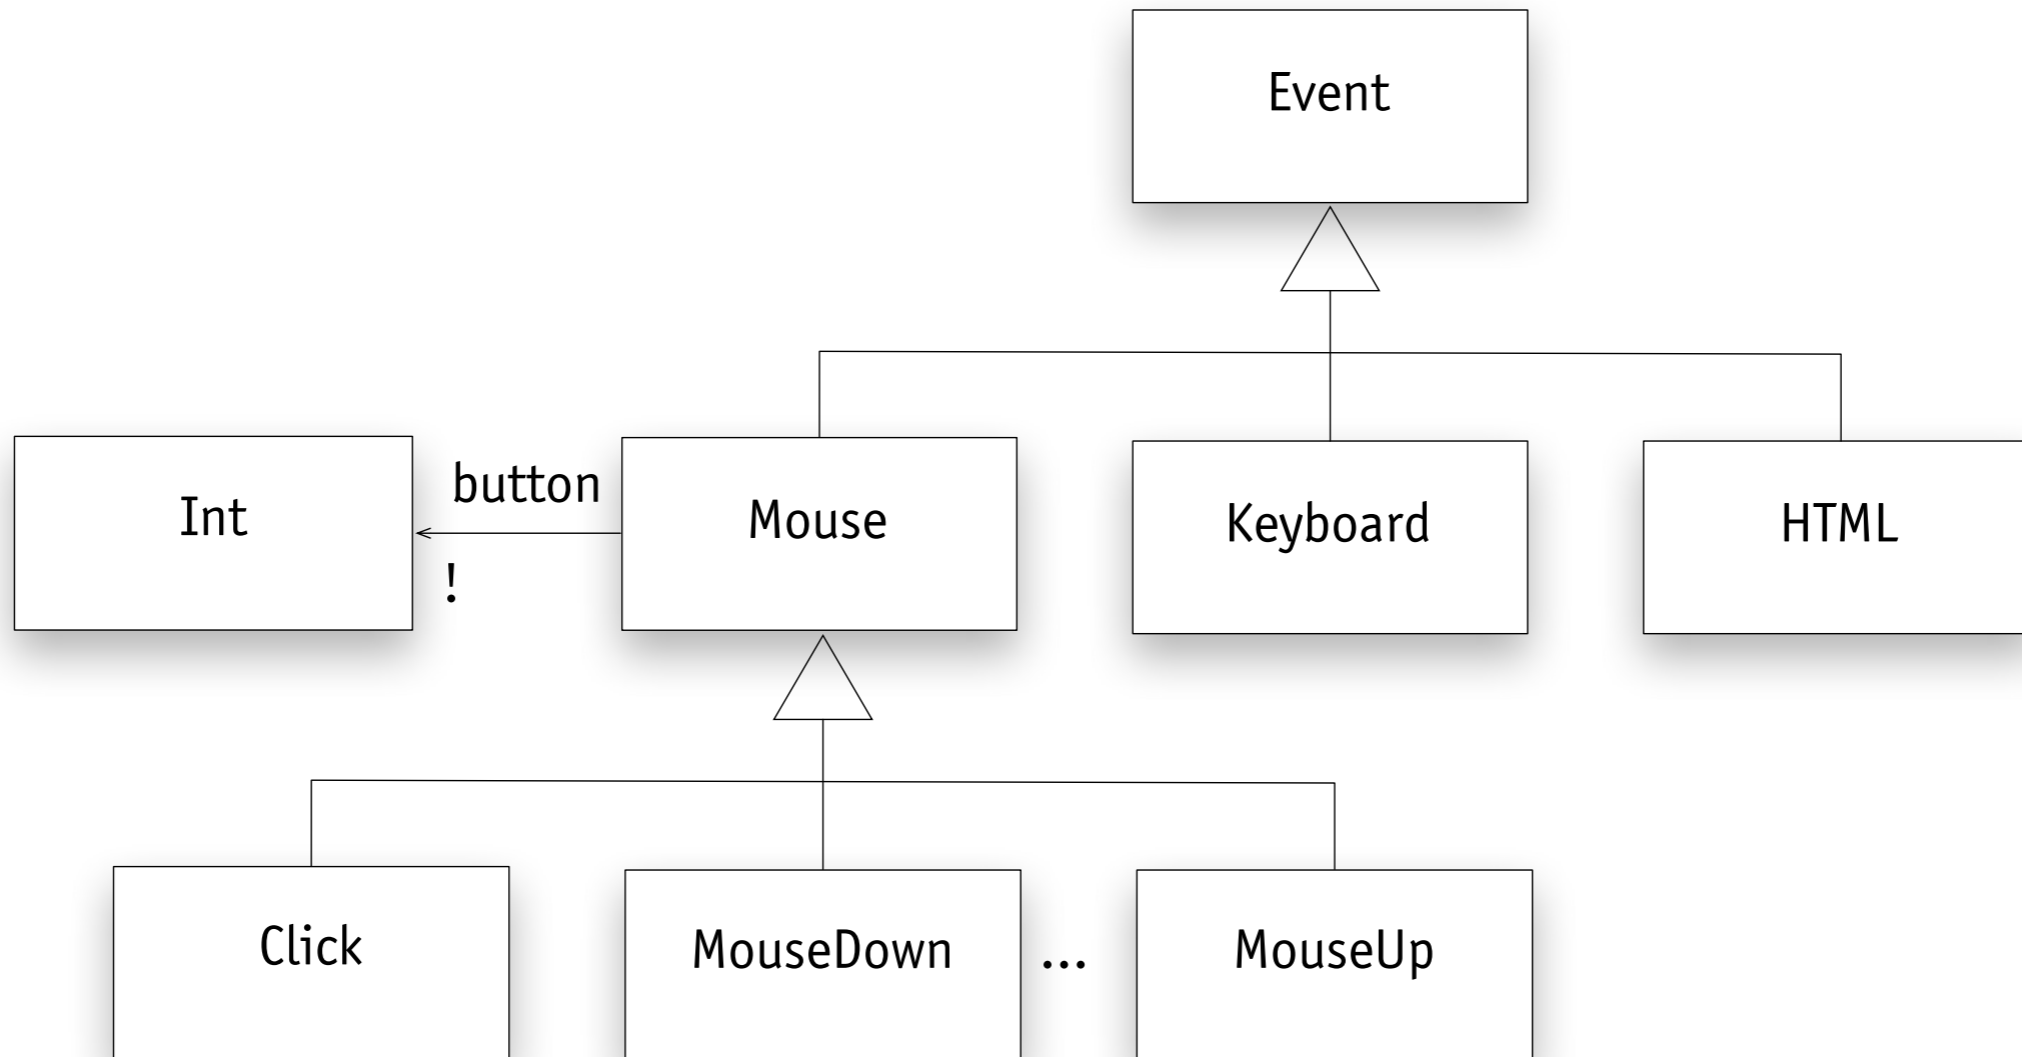 Event
button
Int
Mouse
Keyboard
HTML
!
Click
MouseDown
...
MouseUp